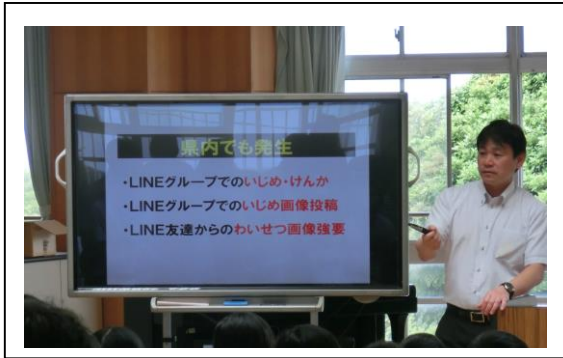 県内でも発生
・LINEグループでのいじめ・けんか
・LINEグループでのいじめ画像投稿
・LINE友達からのわいせつ画像強要